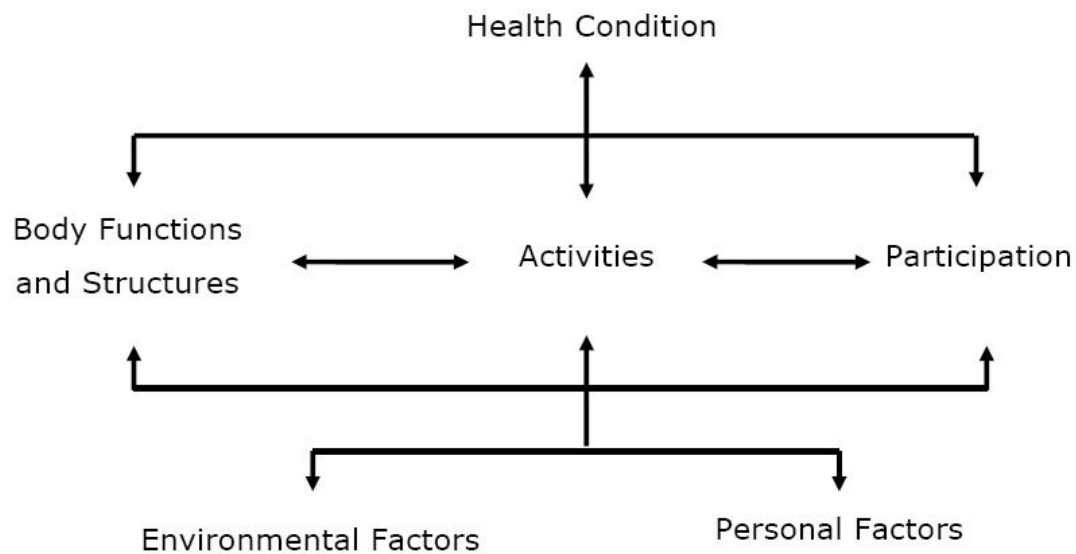 Health Condition
Body Functions
and Structures
Activities
Participation
Environmental Factors
Personal Factors